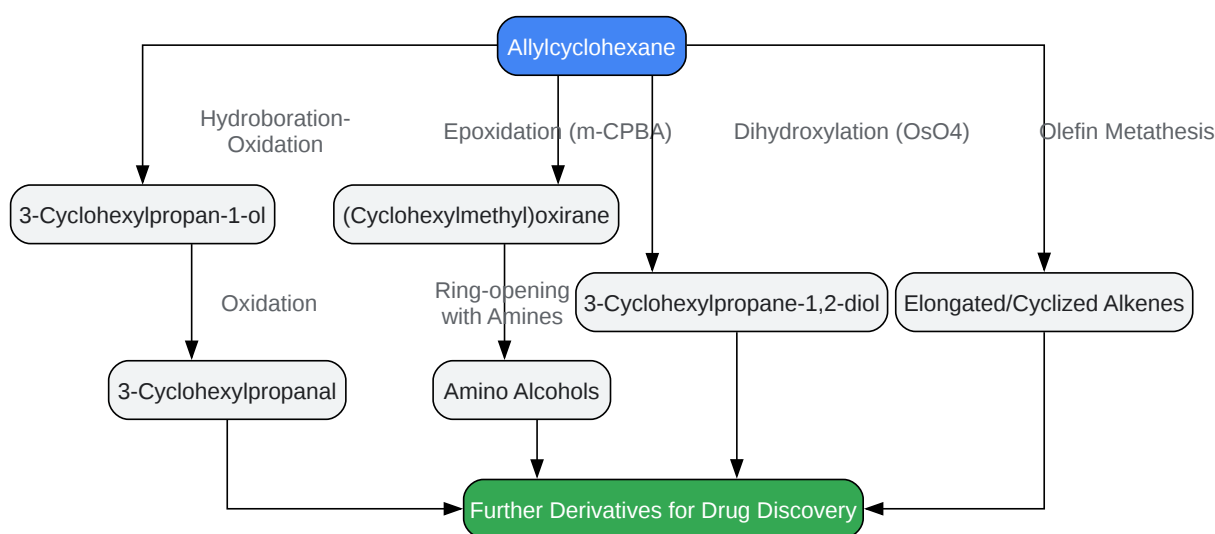 Allylcyclohexane
Hydroboration-
Oxidation
Epoxidation (m-CPBA)
Dihydroxylation (OsO4)
Olefin Metathesis
3-Cyclohexylpropan-1-ol
(Cyclohexylmethyl)oxirane
Oxidation
Ring-opening
with Amines
3-Cyclohexylpropane-1,2-diol
Elongated/Cyclized Alkenes
3-Cyclohexylpropanal
Amino Alcohols
Further Derivatives for Drug Discovery